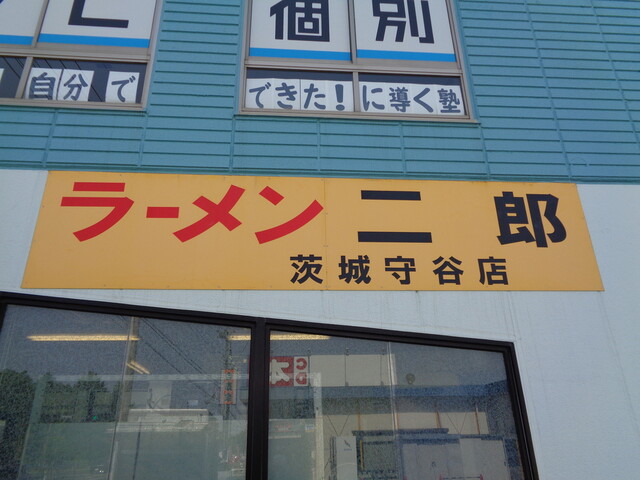 個別
自分で
できた!に導く塾
ラーメン 二郎
茨城守谷店